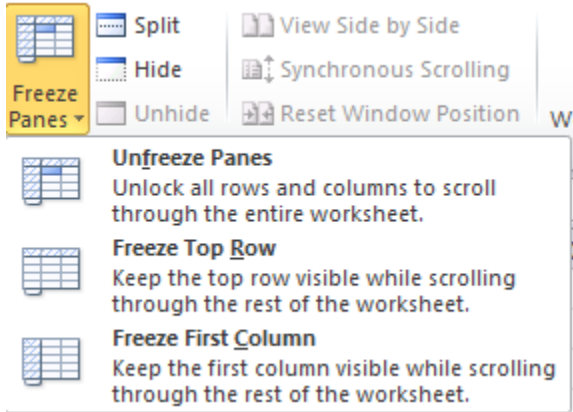 Split
View Side by Side
Hide
Synchronous Scrolling
Freeze
Panes
Unhide
Reset Window Position
W
Unfreeze Panes
Unlock all rows and columns to scroll
through the entire worksheet.
Freeze Top Row
Keep the top row visible while scrolling
through the rest of the worksheet.
Freeze First Column
Keep the first column visible while scrolling
through the rest of the worksheet.